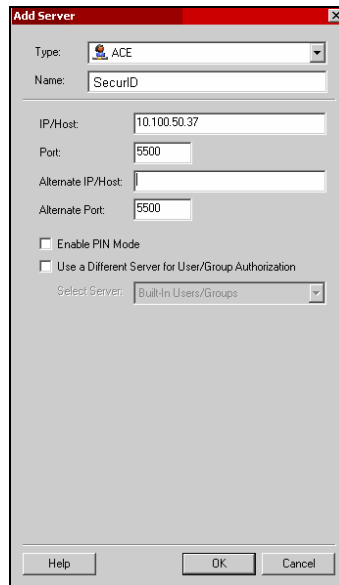 Add Server
Type: ACE
Name: SecurID
IP/Host: 10.100.50.37
Port: 5500
Alternate IP/Host:
Alternate Port: 5500
Enable PIN Mode
Use a Different Server for User/Group Authorization
Select Server: Built-In Users/Groups
Help OK Cancel